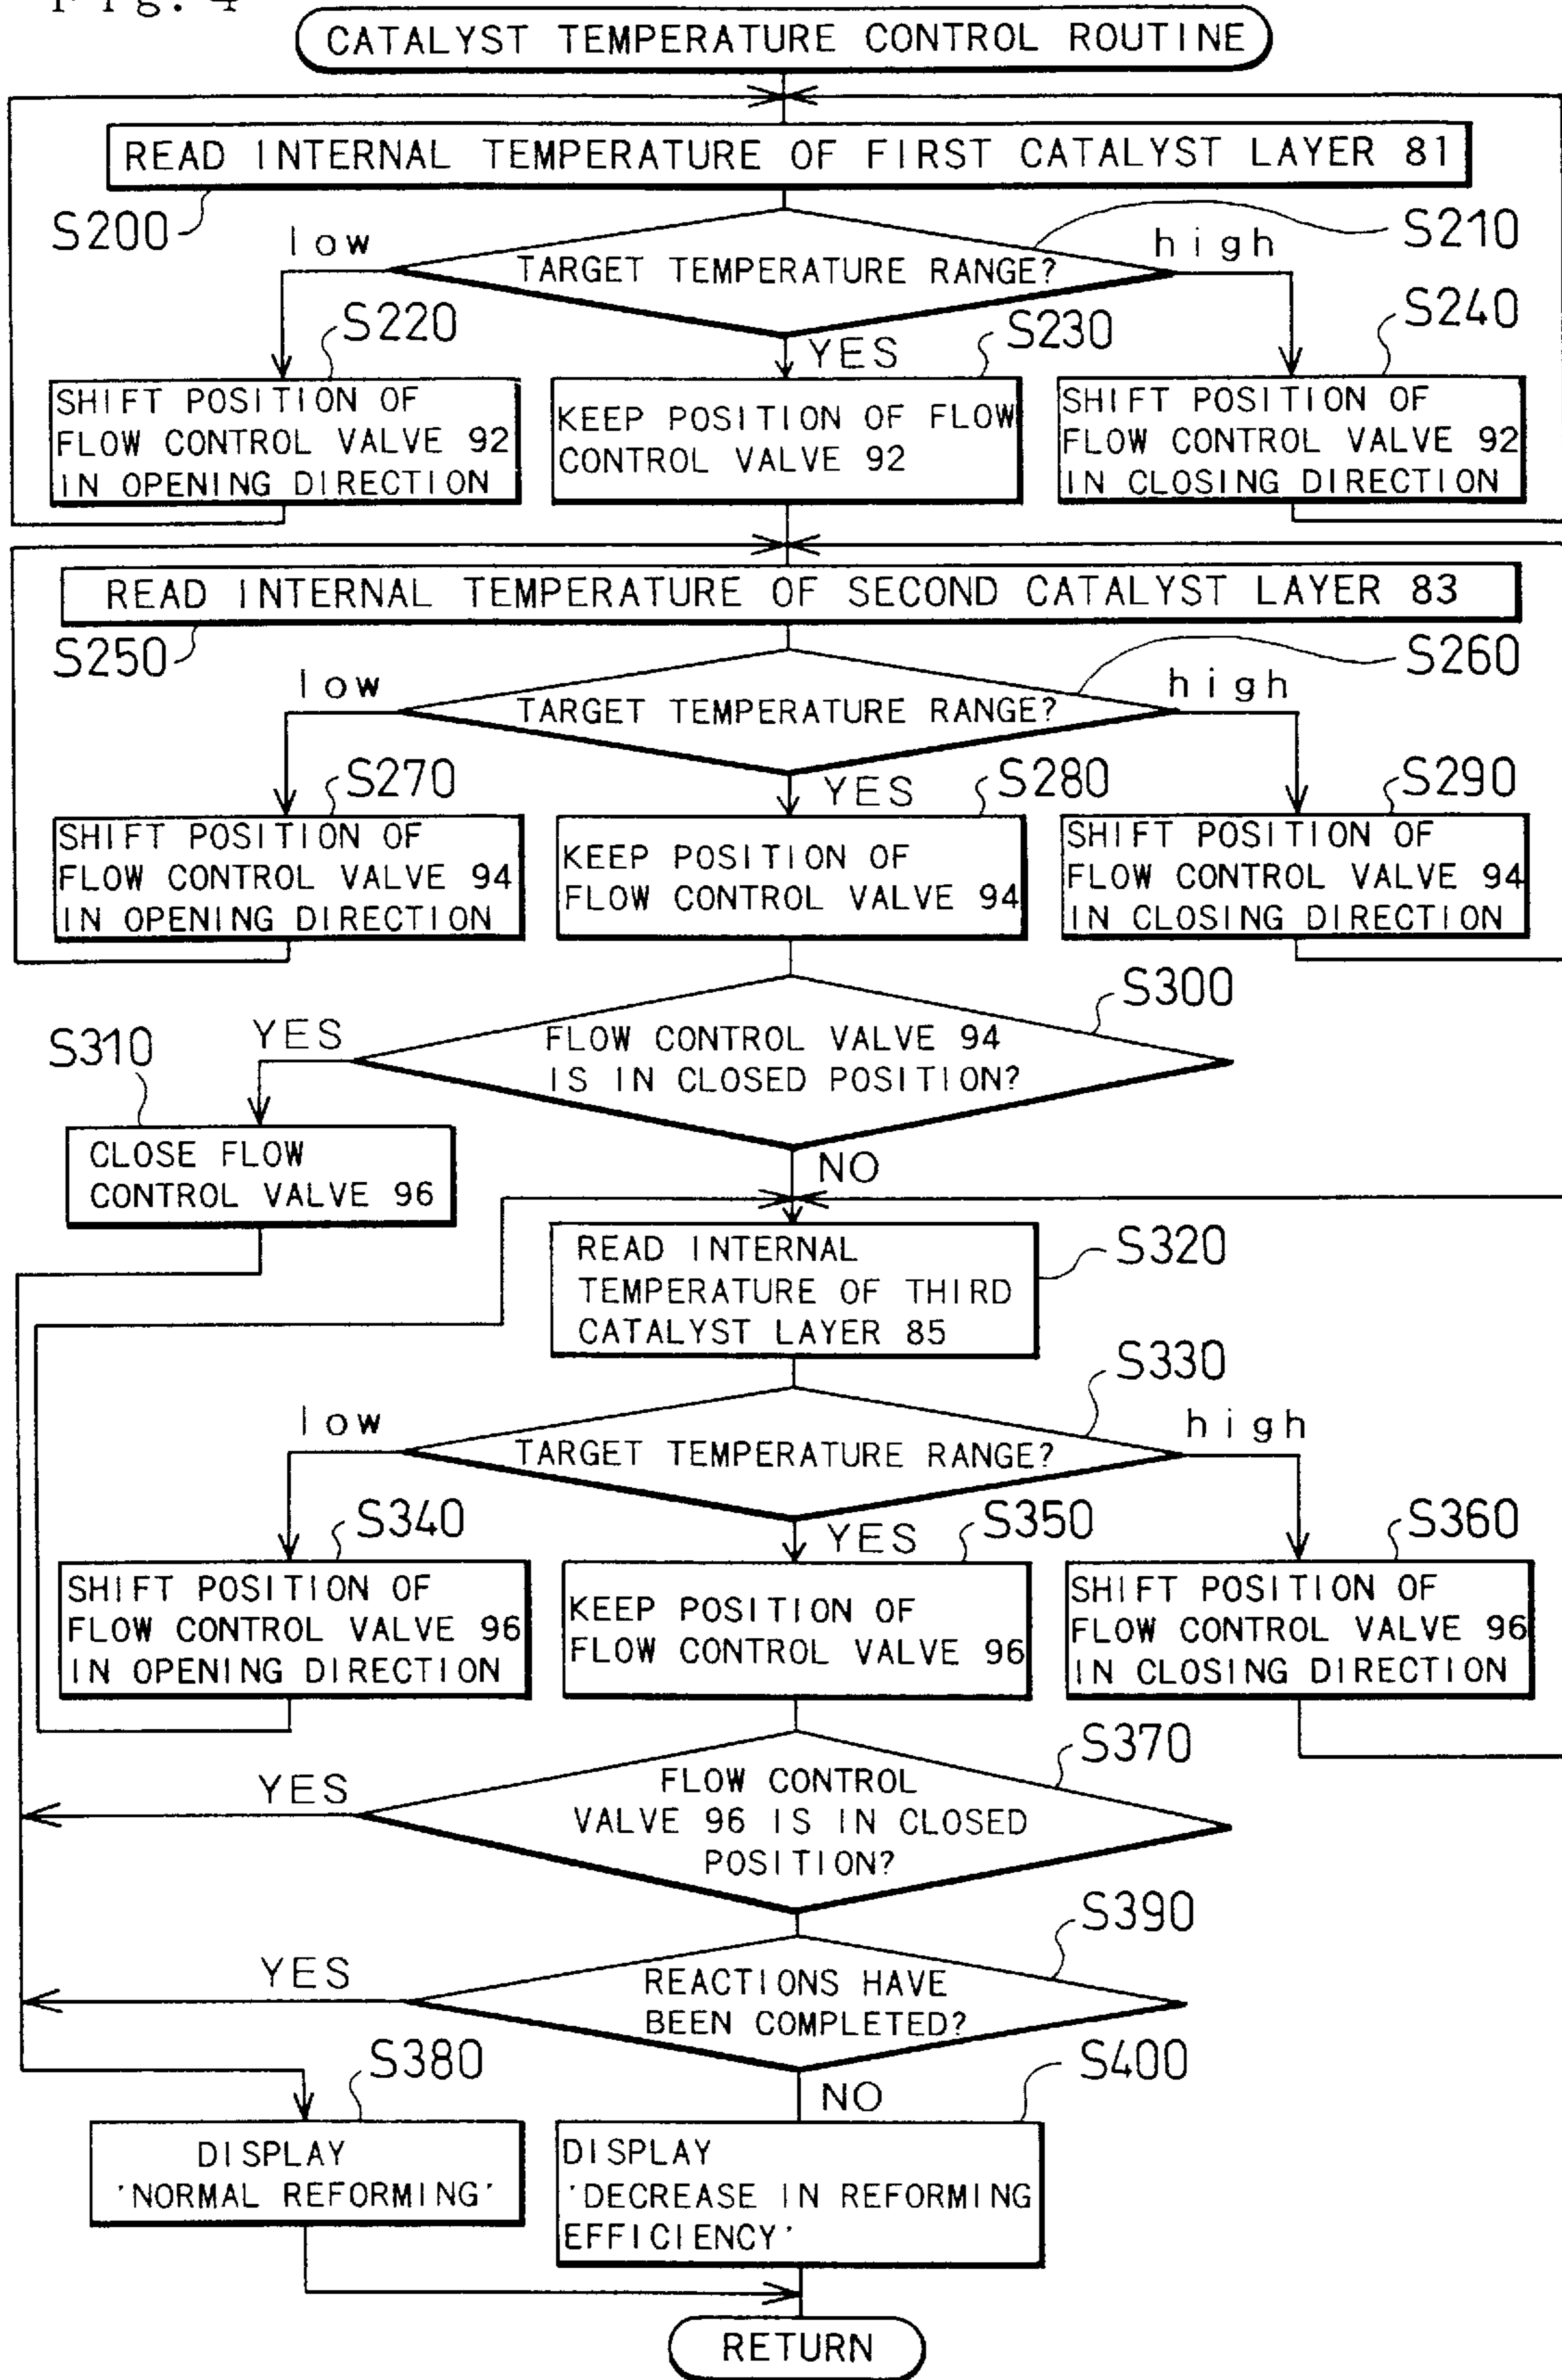 Fig. 4
CATALYST TEMPERATURE CONTROL ROUTINE
READ INTERNAL TEMPERATURE OF FIRST CATALYST LAYER 81
S200
low
TARGET TEMPERATURE RANGE?
high
S210
S220
YES
S230
S240
SHIFT POSITION OF
FLOW CONTROL VALVE 92
IN OPENING DIRECTION
KEEP POSITION OF FLOW
CONTROL VALVE 92
SHIFT POSITION OF
FLOW CONTROL VALVE 92
IN CLOSING DIRECTION
READ INTERNAL TEMPERATURE OF SECOND CATALYST LAYER 83
S250
low
TARGET TEMPERATURE RANGE?
high
S260
S270
YES
S280
S290
SHIFT POSITION OF
FLOW CONTROL VALVE 94
IN OPENING DIRECTION
KEEP POSITION OF
FLOW CONTROL VALVE 94
SHIFT POSITION OF
FLOW CONTROL VALVE 94
IN CLOSING DIRECTION
S300
FLOW CONTROL VALVE 94
IS IN CLOSED POSITION?
YES
S310
CLOSE FLOW
CONTROL VALVE 96
NO
READ INTERNAL
TEMPERATURE OF THIRD
CATALYST LAYER 85
S320
S330
low
TARGET TEMPERATURE RANGE?
high
S340
YES
S350
S360
SHIFT POSITION OF
FLOW CONTROL VALVE 96
IN OPENING DIRECTION
KEEP POSITION OF
FLOW CONTROL VALVE 96
SHIFT POSITION OF
FLOW CONTROL VALVE 96
IN CLOSING DIRECTION
S370
YES
FLOW CONTROL
VALVE 96 IS IN CLOSED
POSITION?
S390
YES
REACTIONS HAVE
BEEN COMPLETED?
S380
NO
S400
DISPLAY
'NORMAL REFORMING'
DISPLAY
'DECREASE IN REFORMING
EFFICIENCY'
RETURN